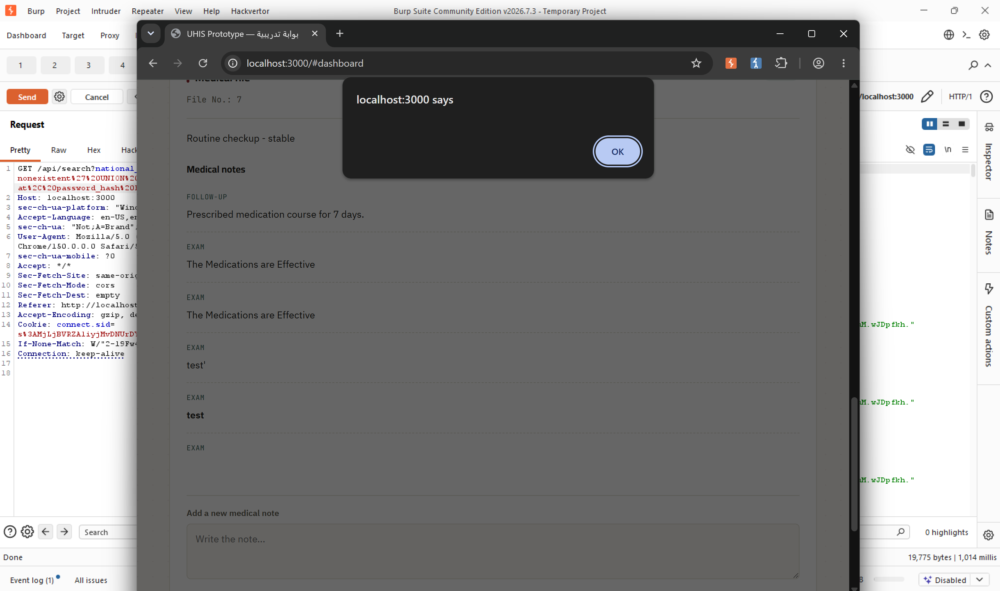 Burp Project Intruder Repeater View Help Hackvertor Burp Suite Community Edition v2026.7.3 - Temporary Project
Dashboard Target Proxy
UHIS Prototype — بوابة تدريبية
1 2 3 4
localhost:3000/#dashboard
Send Cancel
/localhost:3000 HTTP/1
Request
Pretty Raw Hex Hack
\n
1 GET /api/search?national_
nonexistent%27%20UNION%20
at%2C%20password_hash%20
2 Host: localhost:3000
3 sec-ch-ua-platform: "Wind
4 Accept-Language: en-US,en
5 sec-ch-ua: "Not;A=Brand"
6 User-Agent: Mozilla/5.0 (
Chrome/150.0.0.0 Safari/5
7 sec-ch-ua-mobile: ?0
8 Accept: */*
9 Sec-Fetch-Site: same-orig
10 Sec-Fetch-Mode: cors
11 Sec-Fetch-Dest: empty
12 Referer: http://localhost
13 Accept-Encoding: gzip, de
14 Cookie: connect.sid=
s%3AMjLjBVRZAliyjMvDNUrDY
15 If-None-Match: W/"2-19Fw4
16 Connection: keep-alive
17
18
Medical file
File No.: 7
Routine checkup - stable
Medical notes
FOLLOW-UP
Prescribed medication course for 7 days.
EXAM
The Medications are Effective
EXAM
The Medications are Effective
EXAM
test'
EXAM
test
EXAM
Add a new medical note
Write the note...
localhost:3000 says
OK
M.wJDpfkh."
M.wJDpfkh."
M.wJDpfkh."
Inspector
Notes
Custom actions
Search
0 highlights
Done
19,775 bytes | 1,014 millis
Event log (1) All issues
Disabled